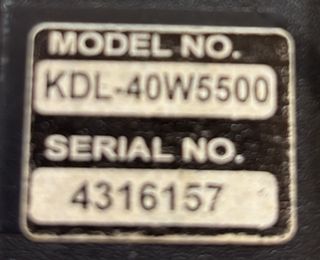 MODEL NO.
KDL-40W5500
SERIAL NO.
4316157